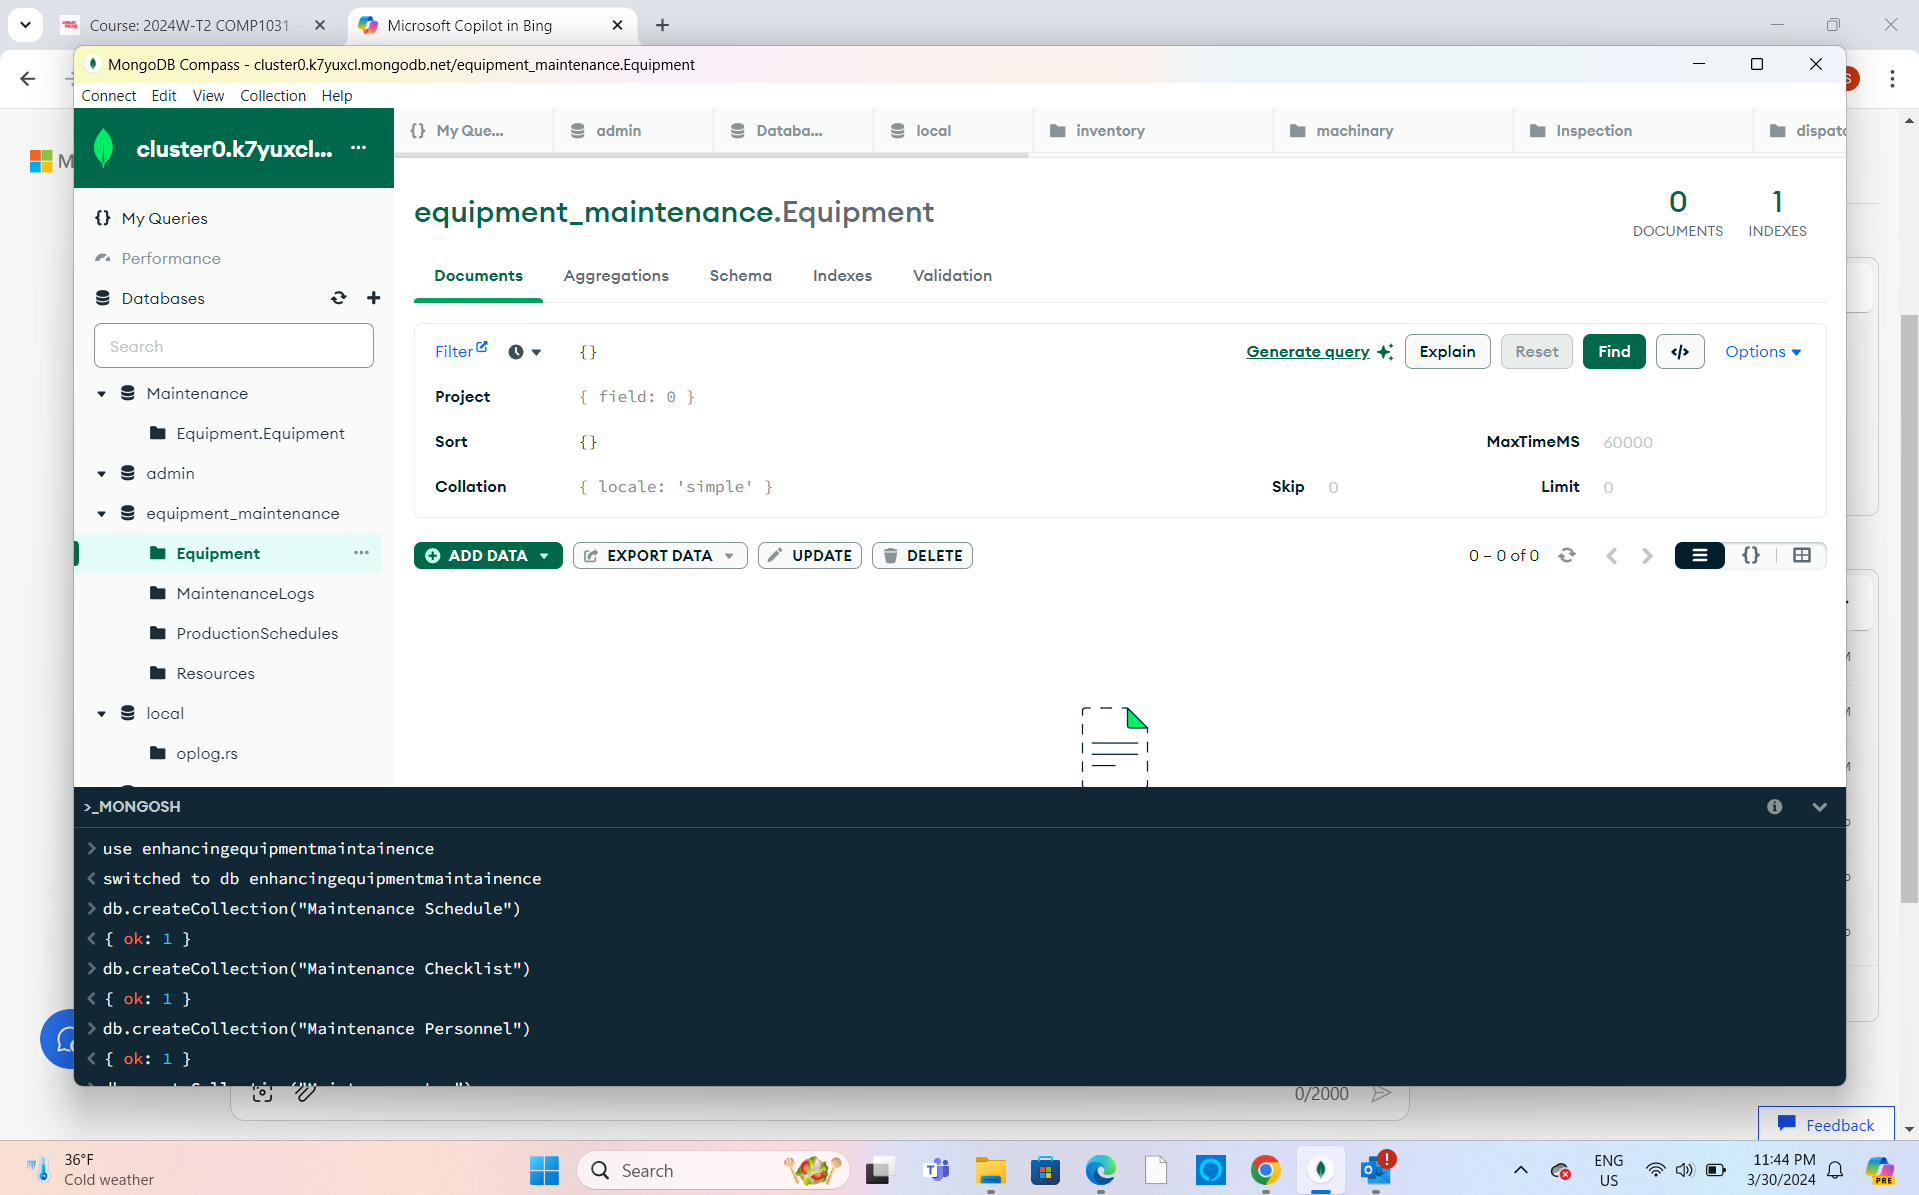 Course: 2024W-T2 COMP1031
Microsoft Copilot in Bing
MongoDB Compass - cluster0.k7yuxcl.mongodb.net/equipment_maintenance.Equipment
Connect Edit View Collection Help
cluster0.k7yuxcl... ···
{} My Que... admin Databa... local inventory machinary Inspection
M
equipment_maintenance.Equipment
0 DOCUMENTS
1 INDEXES
My Queries
Performance
Databases
Search
Documents Aggregations Schema Indexes Validation
Filter {} Generate query Explain Reset Find </> Options
Project { field: 0 }
Sort {} MaxTimeMS 60000
Collation { locale: 'simple' } Skip 0 Limit 0
Maintenance
Equipment.Equipment
admin
equipment_maintenance
Equipment ···
MaintenanceLogs
ProductionSchedules
Resources
local
oplog.rs
ADD DATA EXPORT DATA UPDATE DELETE 0 – 0 of 0 {}
>_MONGOSH
> use enhancingequipmentmaintainence
< switched to db enhancingequipmentmaintainence
> db.createCollection("Maintenance Schedule")
< { ok: 1 }
> db.createCollection("Maintenance Checklist")
< { ok: 1 }
> db.createCollection("Maintenance Personnel")
< { ok: 1 }
0/2000
Feedback
36°F
Cold weather
Search
ENG
US
11:44 PM
3/30/2024
PRE